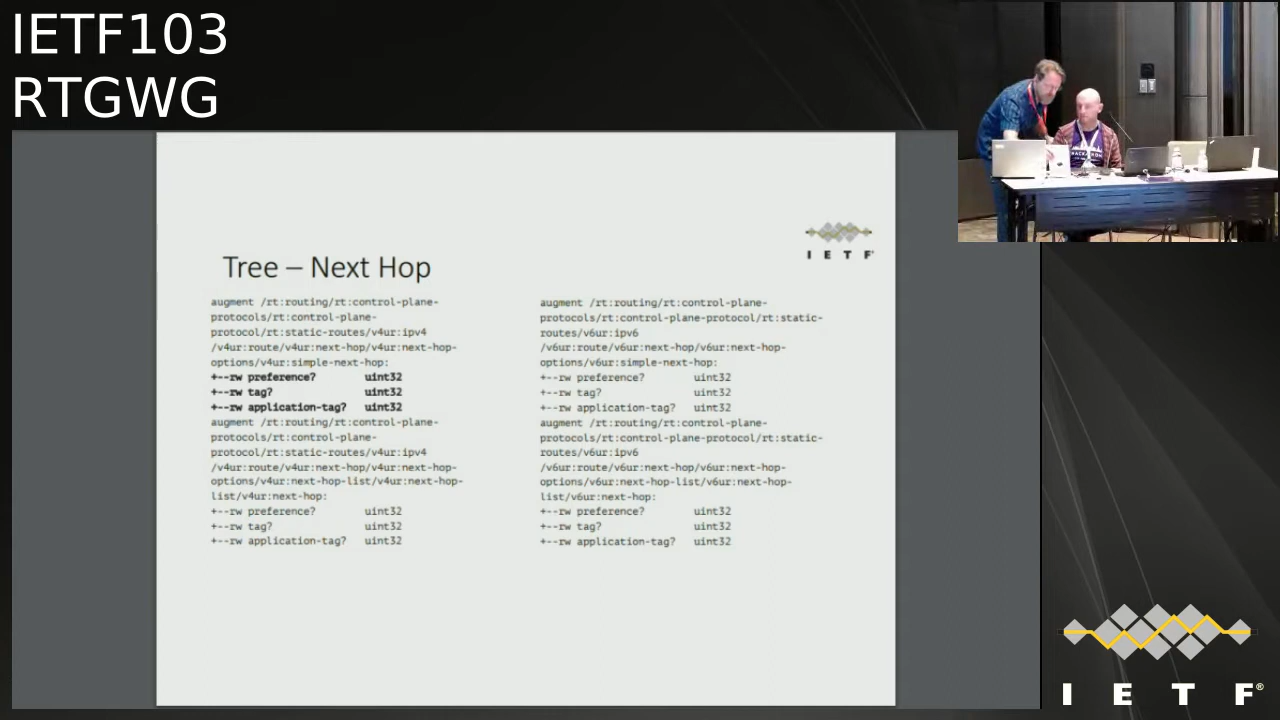 IETF103
RTGWG
I E T F
Tree – Next Hop
augment /rt:routing/rt:control-plane-
protocols/rt:control-plane-
protocol/rt:static-routes/v4ur:ipv4
/v4ur:route/v4ur:next-hop/v4ur:next-hop-
options/v4ur:simple-next-hop:
+--rw preference? uint32
+--rw tag? uint32
+--rw application-tag? uint32
augment /rt:routing/rt:control-plane-
protocols/rt:control-plane-
protocol/rt:static-routes/v4ur:ipv4
/v4ur:route/v4ur:next-hop/v4ur:next-hop-
options/v4ur:next-hop-list/v4ur:next-hop-
list/v4ur:next-hop:
+--rw preference? uint32
+--rw tag? uint32
+--rw application-tag? uint32
augment /rt:routing/rt:control-plane-
protocols/rt:control-plane-protocol/rt:static-
routes/v6ur:ipv6
/v6ur:route/v6ur:next-hop/v6ur:next-hop-
options/v6ur:simple-next-hop:
+--rw preference? uint32
+--rw tag? uint32
+--rw application-tag? uint32
augment /rt:routing/rt:control-plane-
protocols/rt:control-plane-protocol/rt:static-
routes/v6ur:ipv6
/v6ur:route/v6ur:next-hop/v6ur:next-hop-
options/v6ur:next-hop-list/v6ur:next-hop-
list/v6ur:next-hop:
+--rw preference? uint32
+--rw tag? uint32
+--rw application-tag? uint32
I E T F®